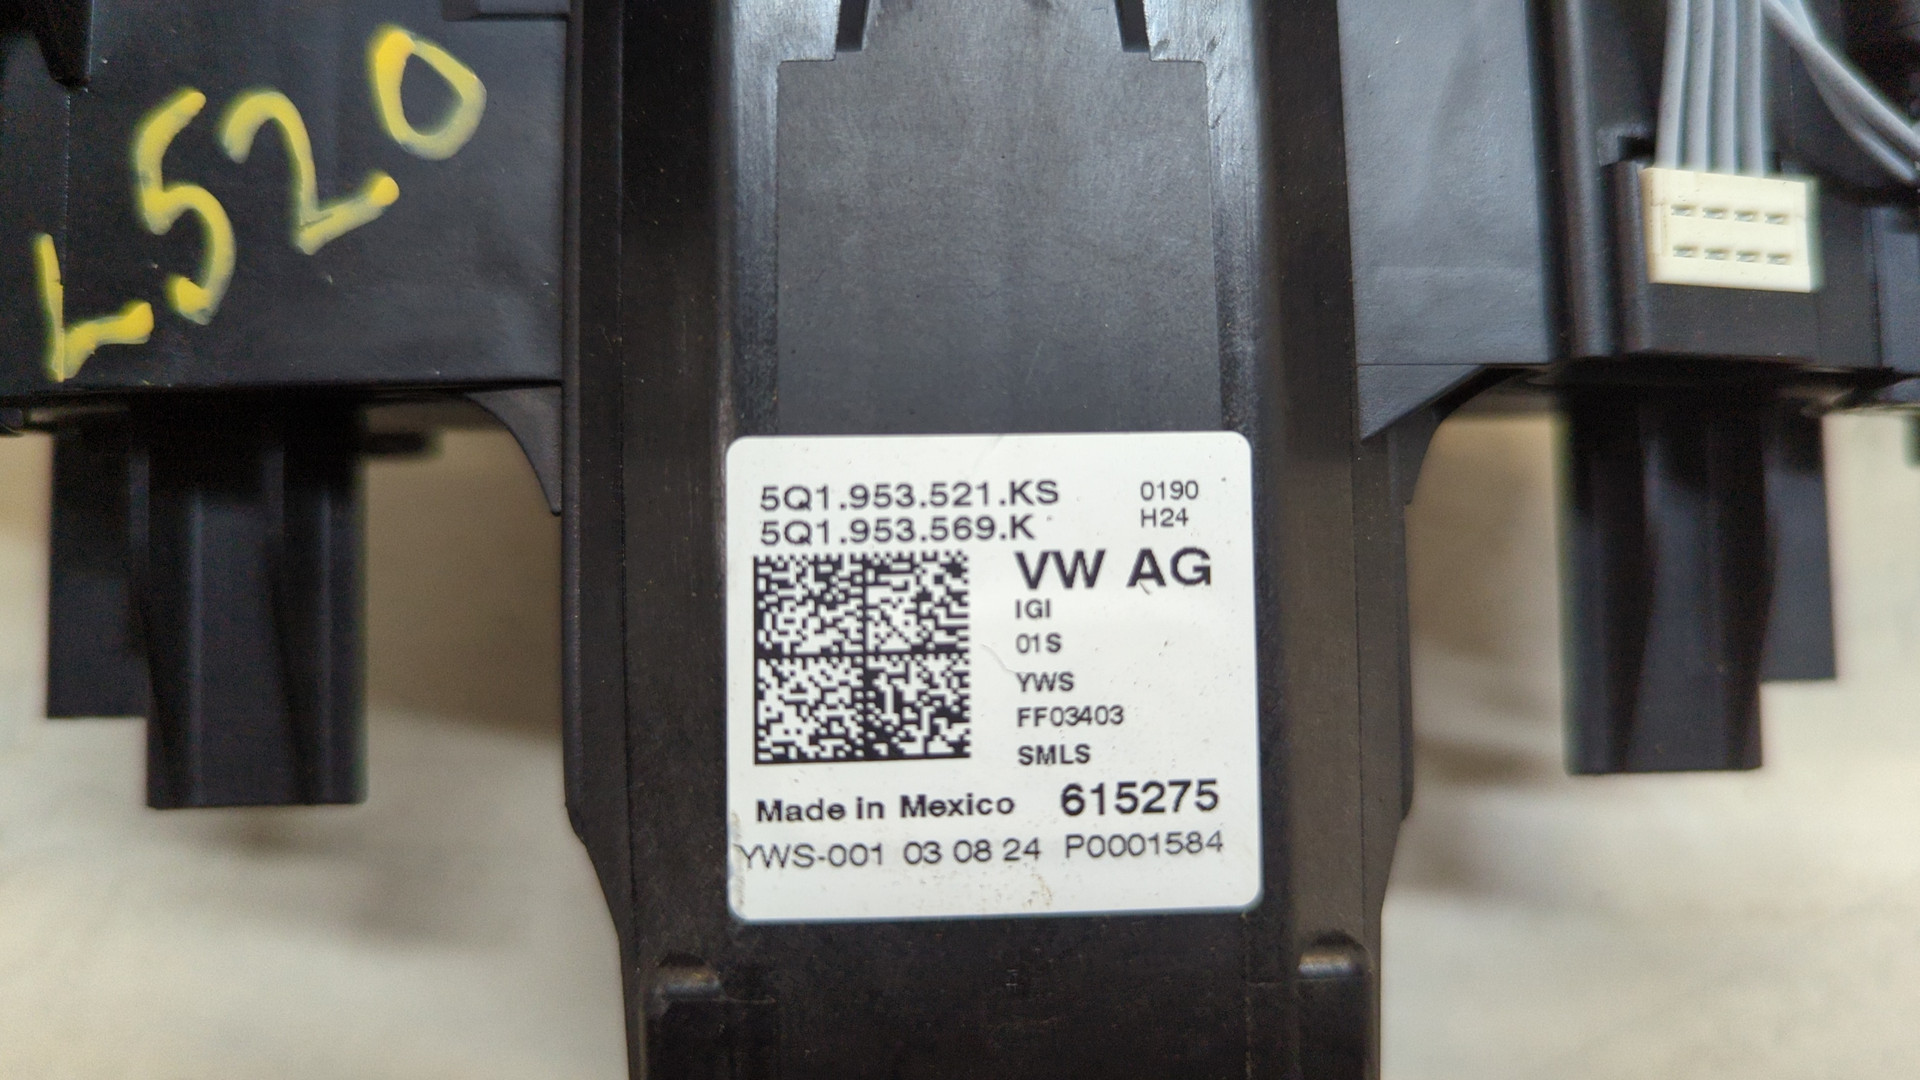 L520
5Q1.953.521.KS 0190
5Q1.953.569.K H24
VW AG
IGI
01S
YWS
FF03403
SMLS
Made in Mexico 615275
YWS-001 03 08 24 P0001584